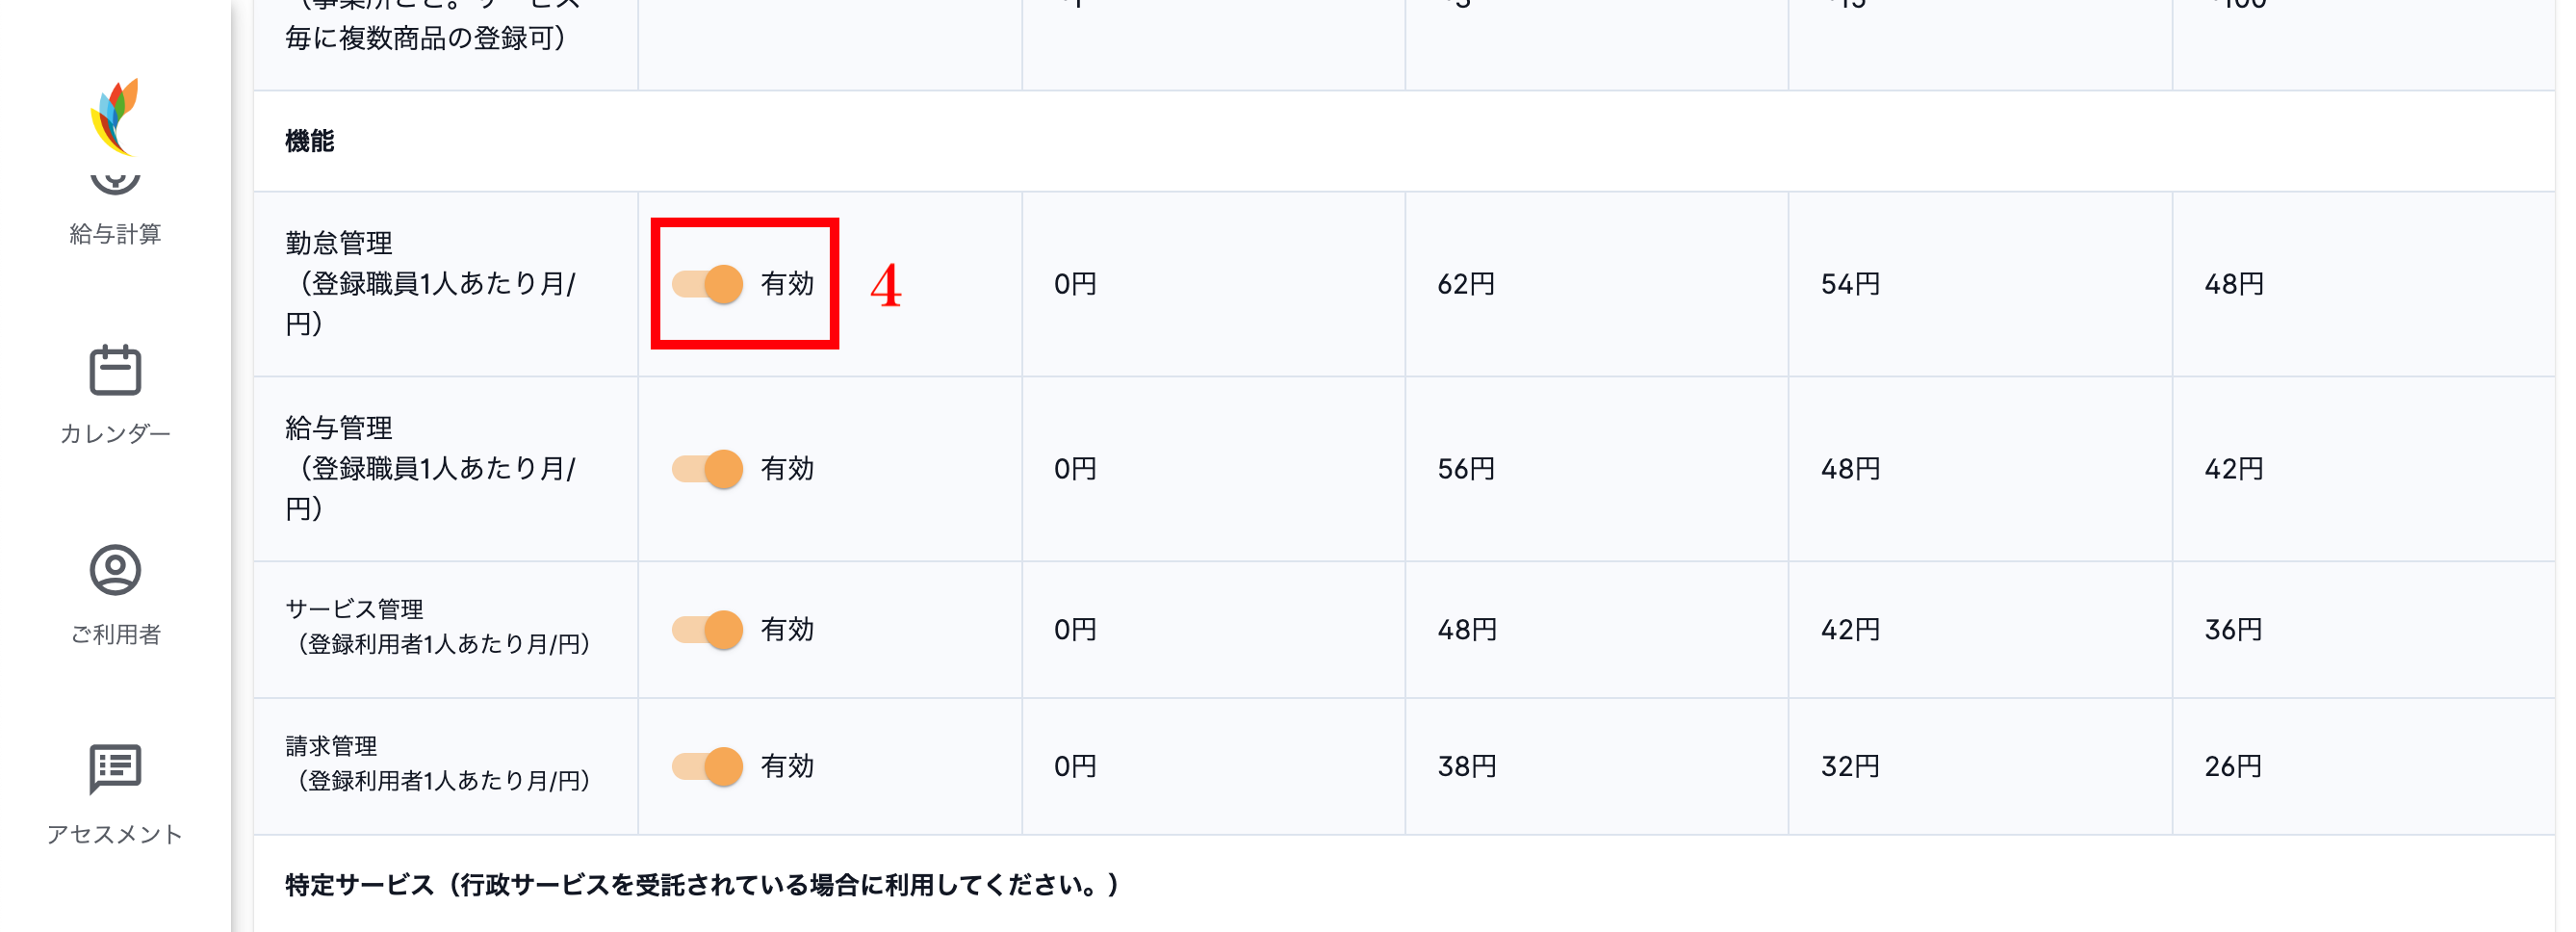 毎に複数商品の登録可）
機能
勤怠管理
（登録職員1人あたり月/
円）
有効
4
0円
62円
54円
48円
給与管理
（登録職員1人あたり月/
円）
有効
0円
56円
48円
42円
サービス管理
（登録利用者1人あたり月/円）
有効
0円
48円
42円
36円
請求管理
（登録利用者1人あたり月/円）
有効
0円
38円
32円
26円
特定サービス（行政サービスを受託されている場合に利用してください。）
給与計算
カレンダー
ご利用者
アセスメント